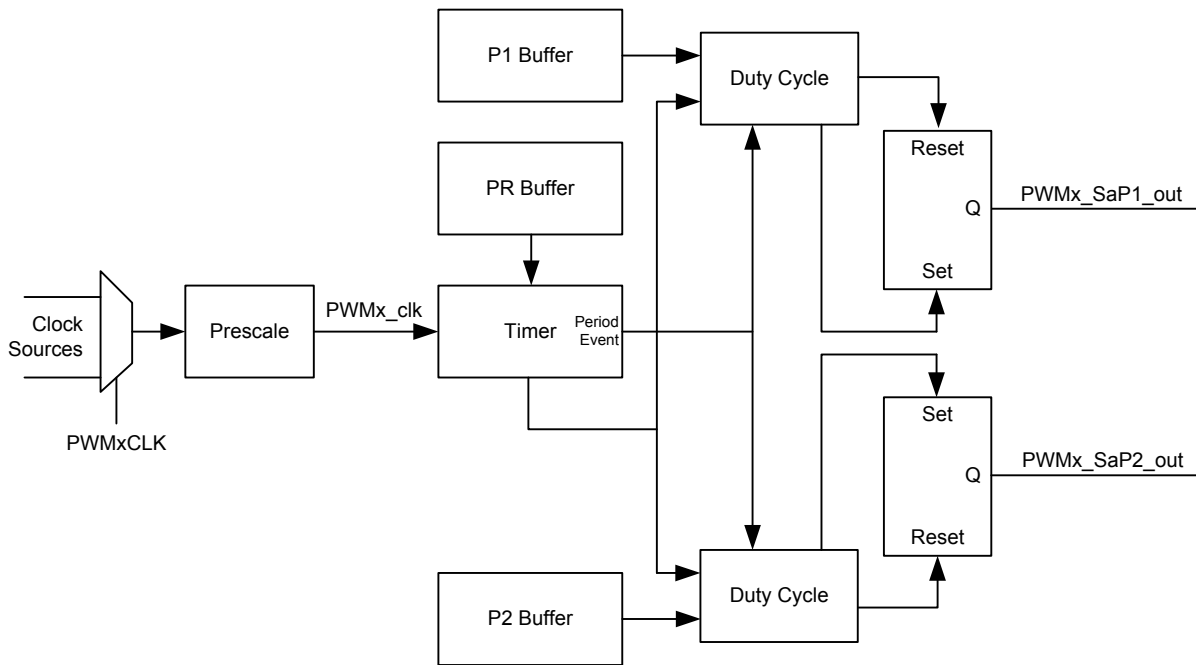 P1 Buffer
Duty Cycle
PR Buffer
Reset
Q
Set
PWMx_SaP1_out
Clock
Sources
PWMxCLK
Prescale
PWMx_clk
Timer
Period
Event
Set
Q
Reset
PWMx_SaP2_out
P2 Buffer
Duty Cycle